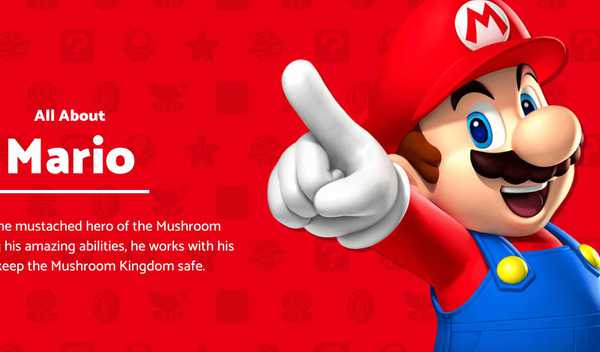 All About
Mario
mustached hero of the Mushroom
his amazing abilities, he works with his
keep the Mushroom Kingdom safe.
M